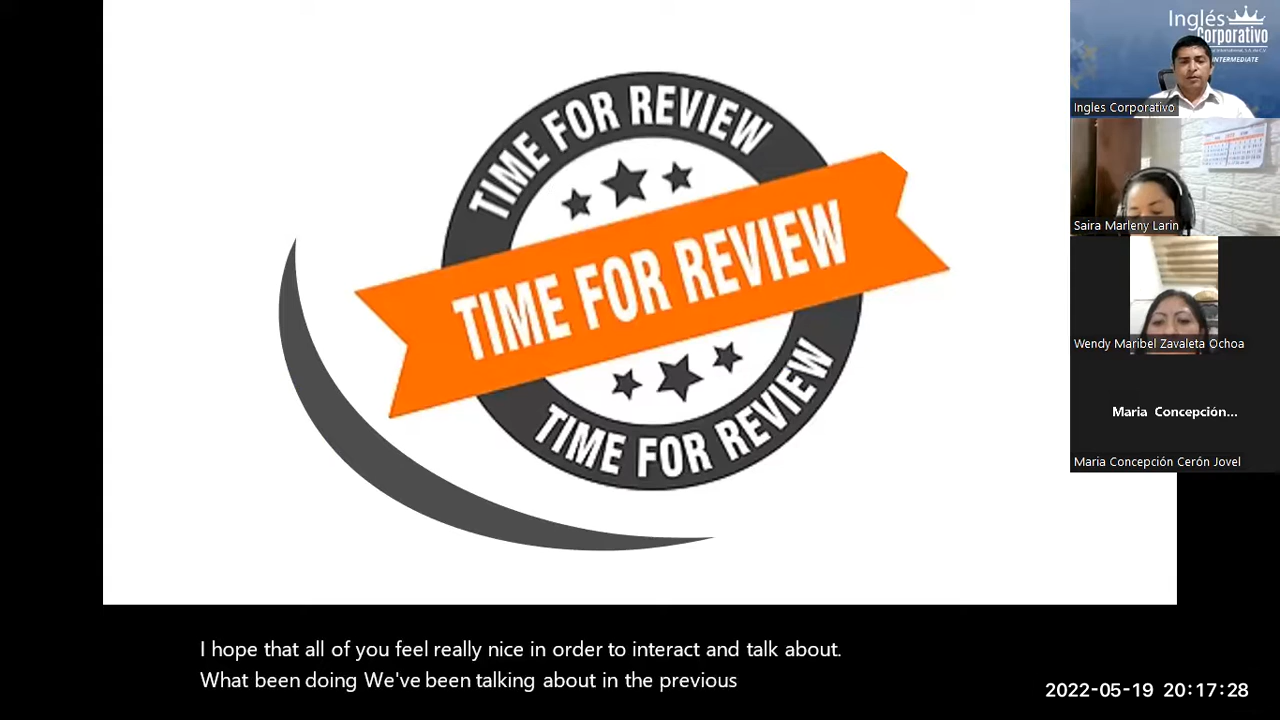 TIME FOR REVIEW
TIME FOR REVIEW
TIME FOR REVIEW
Inglés
Corporativo
INTERMEDIATE
Ingles Corporativo
Saira Marleny Larin
Wendy Maribel Zavaleta Ochoa
Maria Concepción...
Maria Concepción Cerón Jovel
I hope that all of you feel really nice in order to interact and talk about.
What been doing We've been talking about in the previous
2022-05-19 20:17:28